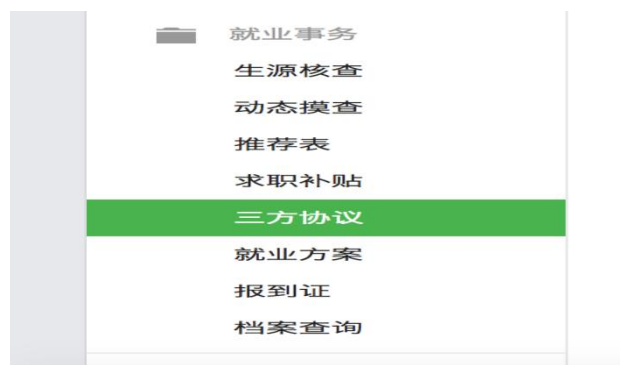 就业事务
生源核查
动态摸查
推荐表
求职补贴
三方协议
就业方案
报到证
档案查询